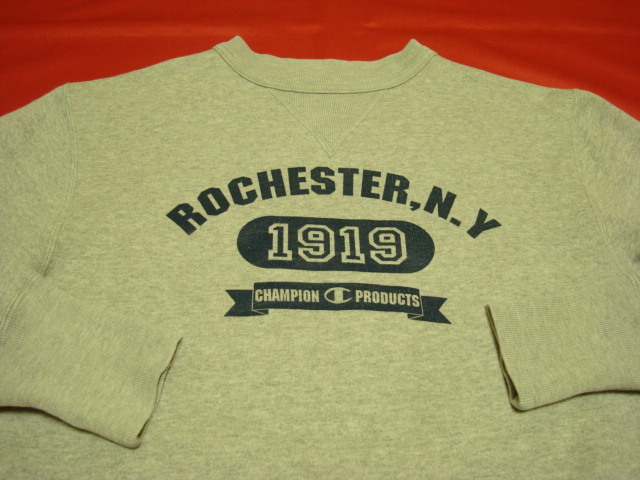 ROCHESTER,N.Y
1919
CHAMPION C PRODUCTS